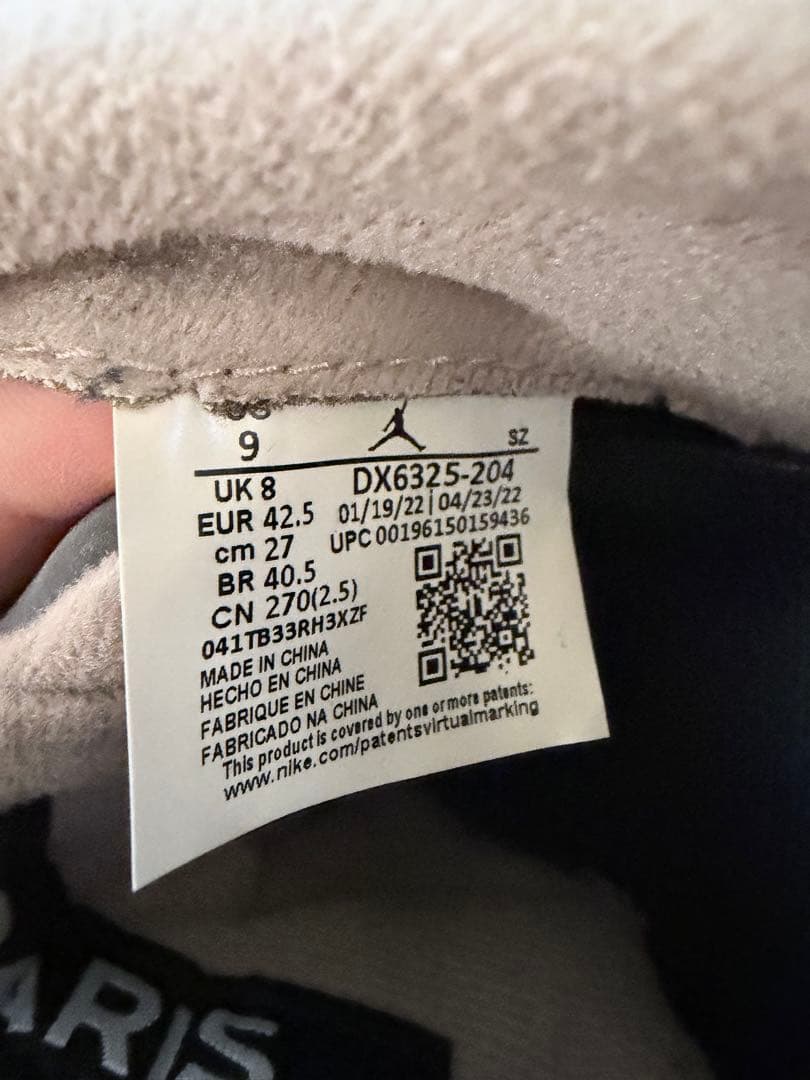 US
9
SZ
UK 8
DX6325-204
EUR 42.5
01/19/22 | 04/23/22
cm 27
UPC 00196150159436
BR 40.5
CN 270(2.5)
041TB33RH3XZF
MADE IN CHINA
HECHO EN CHINA
FABRIQUE EN CHINE
FABRICADO NA CHINA
This product is covered by one or more patents:
www.nike.com/patentsvirtualmarking
ARIS